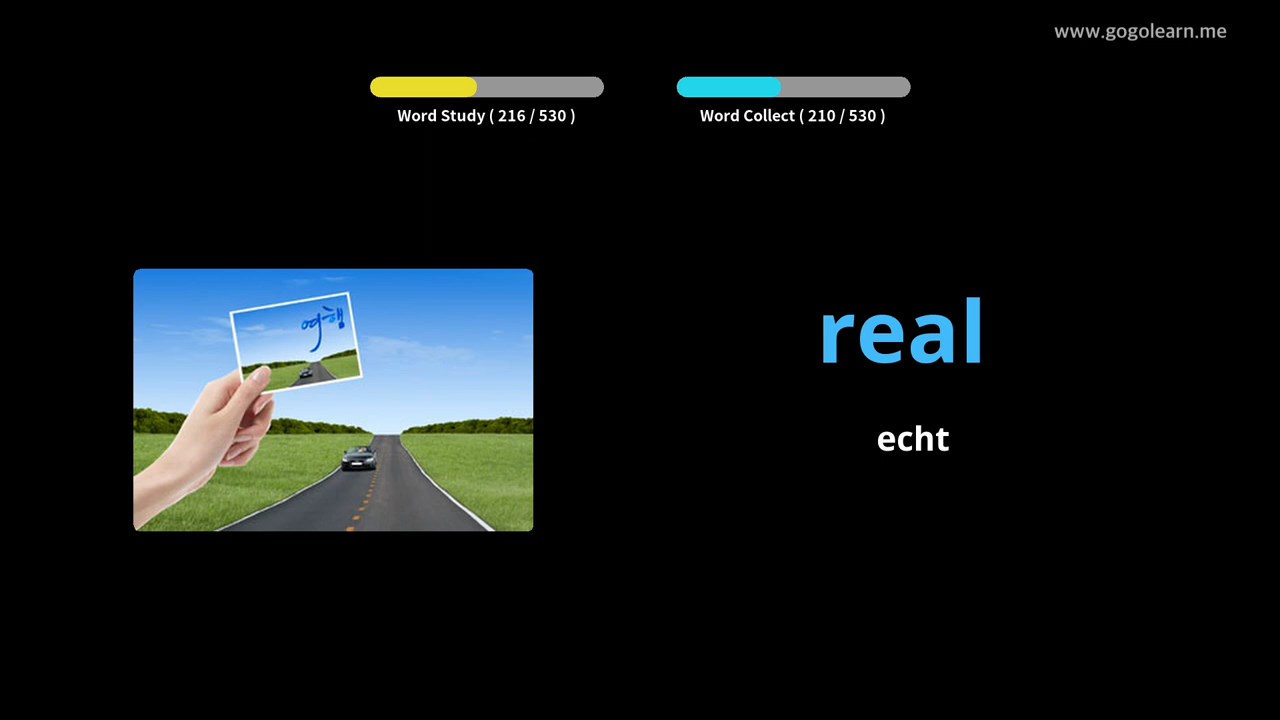 www.gogolearn.me
Word Study ( 216 / 530 )
Word Collect ( 210 / 530 )
여행
real
echt